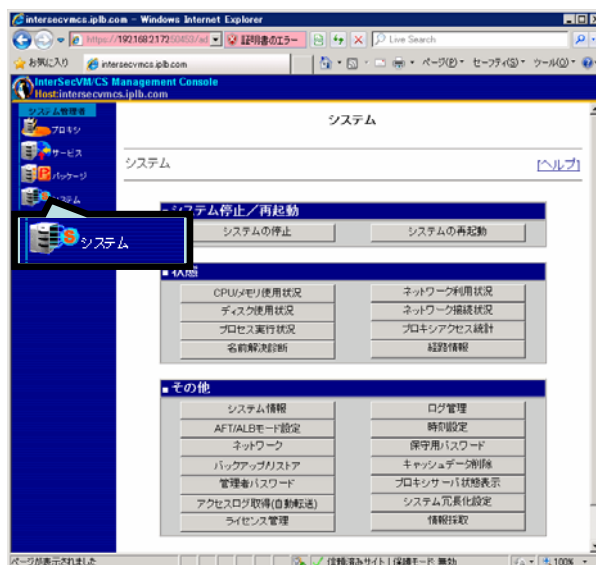 intersecvmcs.iplb.com - Windows Internet Explorer
証明書のエラー
Live Search
お気に入り
intersecvmcs.iplb.com
ページ(P)
セーフティ(S)
ツール(O)
InterSecVM/CS Management Console
Host:intersecvmcs.iplb.com
システム管理者
プロキシ
サービス
パッケージ
システム
システム
システム
システム
[ヘルプ]
■システム停止/再起動
システムの停止
システムの再起動
■状態
CPU/メモリ使用状況
ネットワーク利用状況
ディスク使用状況
ネットワーク接続状況
プロセス実行状況
プロキシアクセス統計
名前解決診断
経路情報
■その他
システム情報
ログ管理
AFT/ALBモード設定
時刻設定
ネットワーク
保守用パスワード
バックアップ/リストア
キャッシュデータ削除
管理者パスワード
プロキシサーバ状態表示
アクセスログ取得(自動転送)
システム冗長化設定
ライセンス管理
情報採取
ページが表示されました
信頼済みサイト | 保護モード: 無効
100%